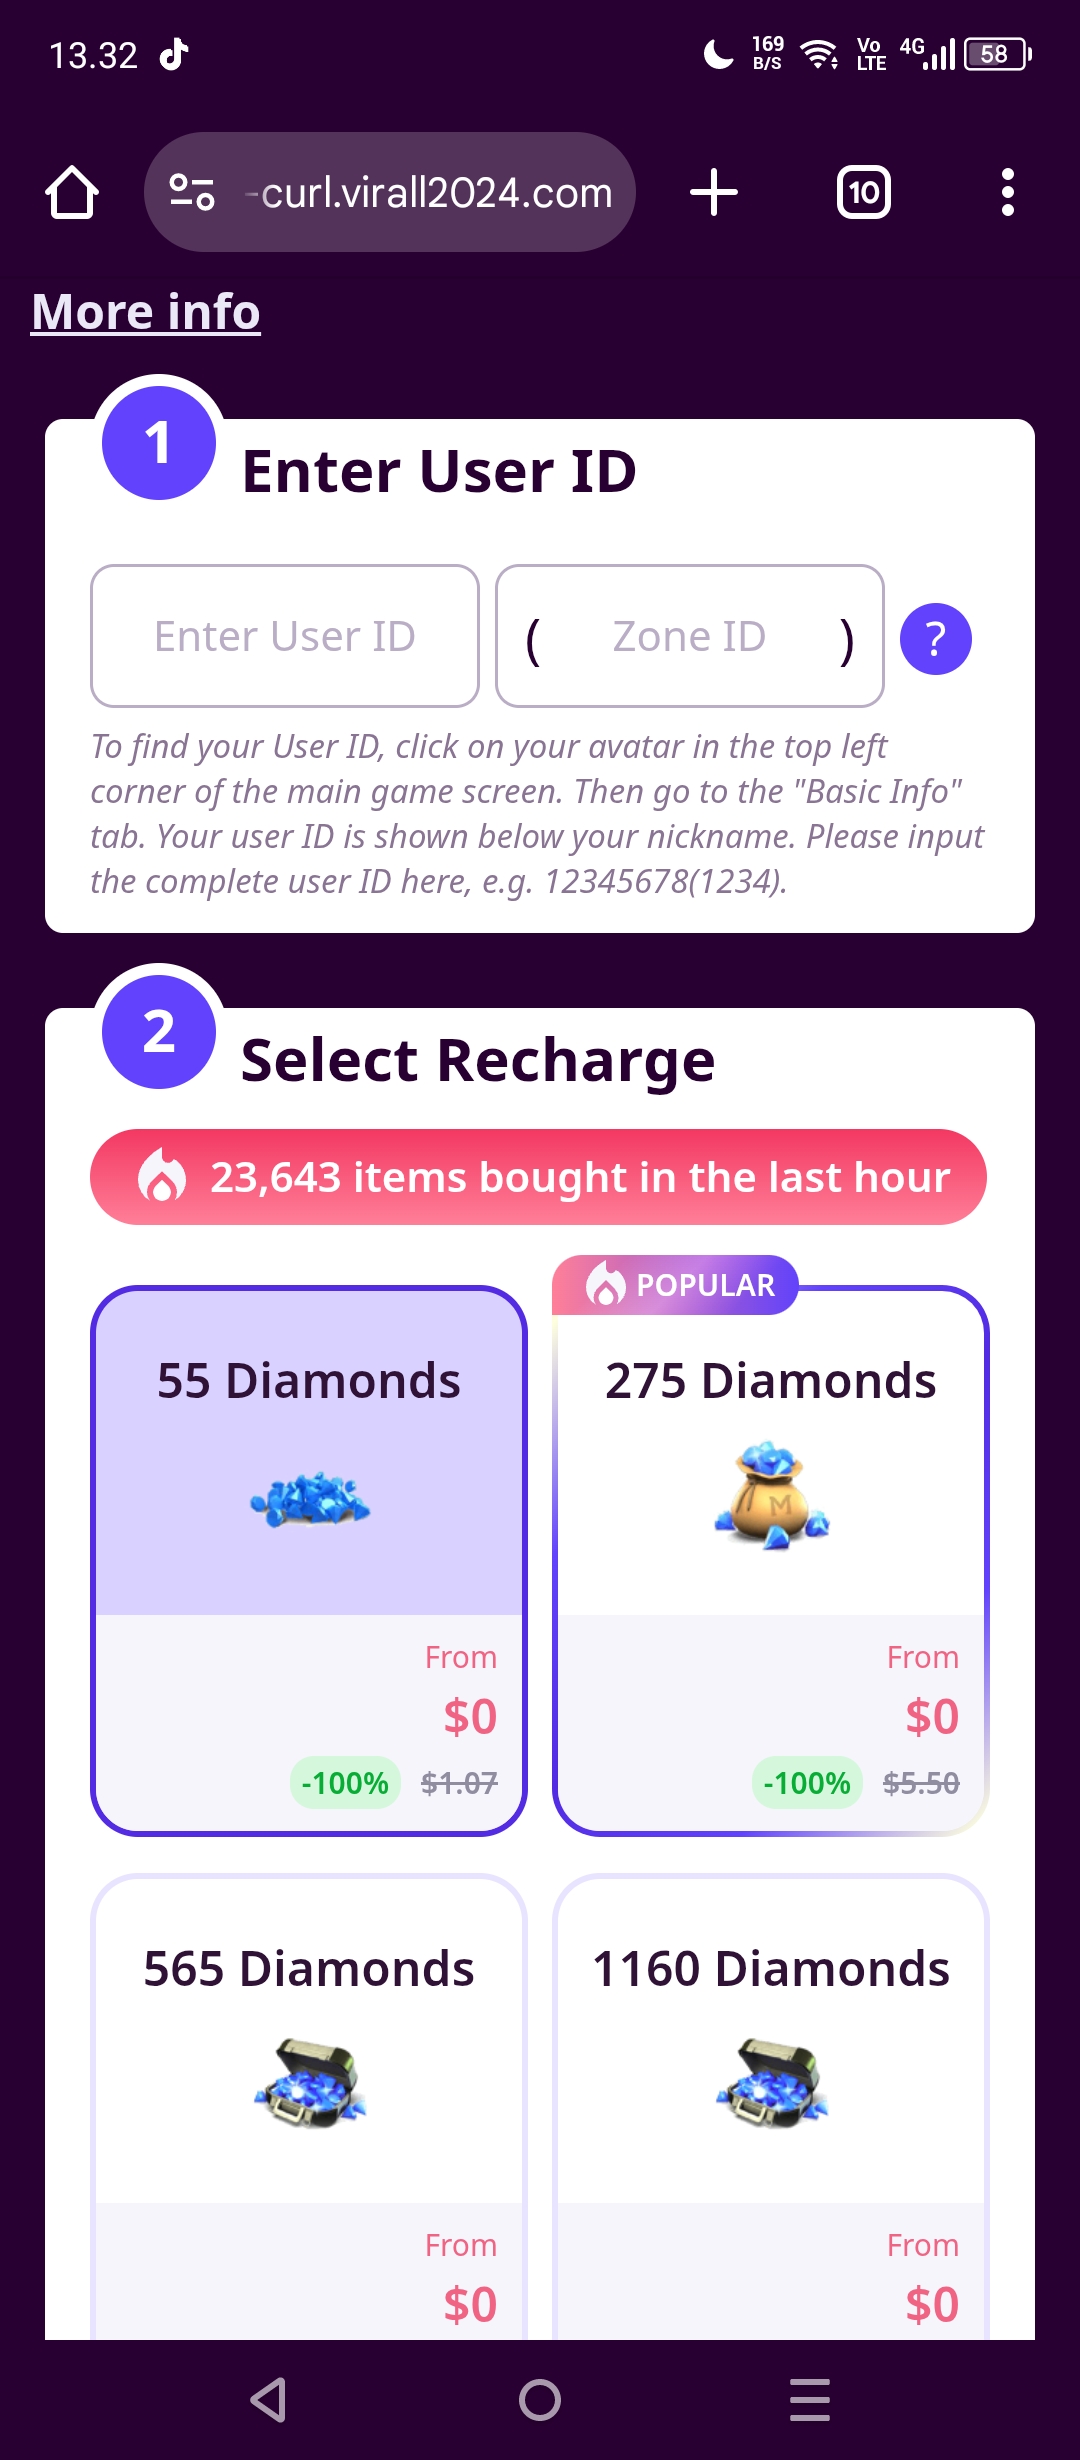 13.32
169
B/S
Vo
LTE
4G
58
-curl.virall2024.com
10
More info
1
Enter User ID
Enter User ID
( Zone ID )
?
To find your User ID, click on your avatar in the top left
corner of the main game screen. Then go to the "Basic Info"
tab. Your user ID is shown below your nickname. Please input
the complete user ID here, e.g. 12345678(1234).
2
Select Recharge
23,643 items bought in the last hour
POPULAR
55 Diamonds
From
$0
-100% $1.07
275 Diamonds
M
From
$0
-100% $5.50
565 Diamonds
From
$0
1160 Diamonds
From
$0